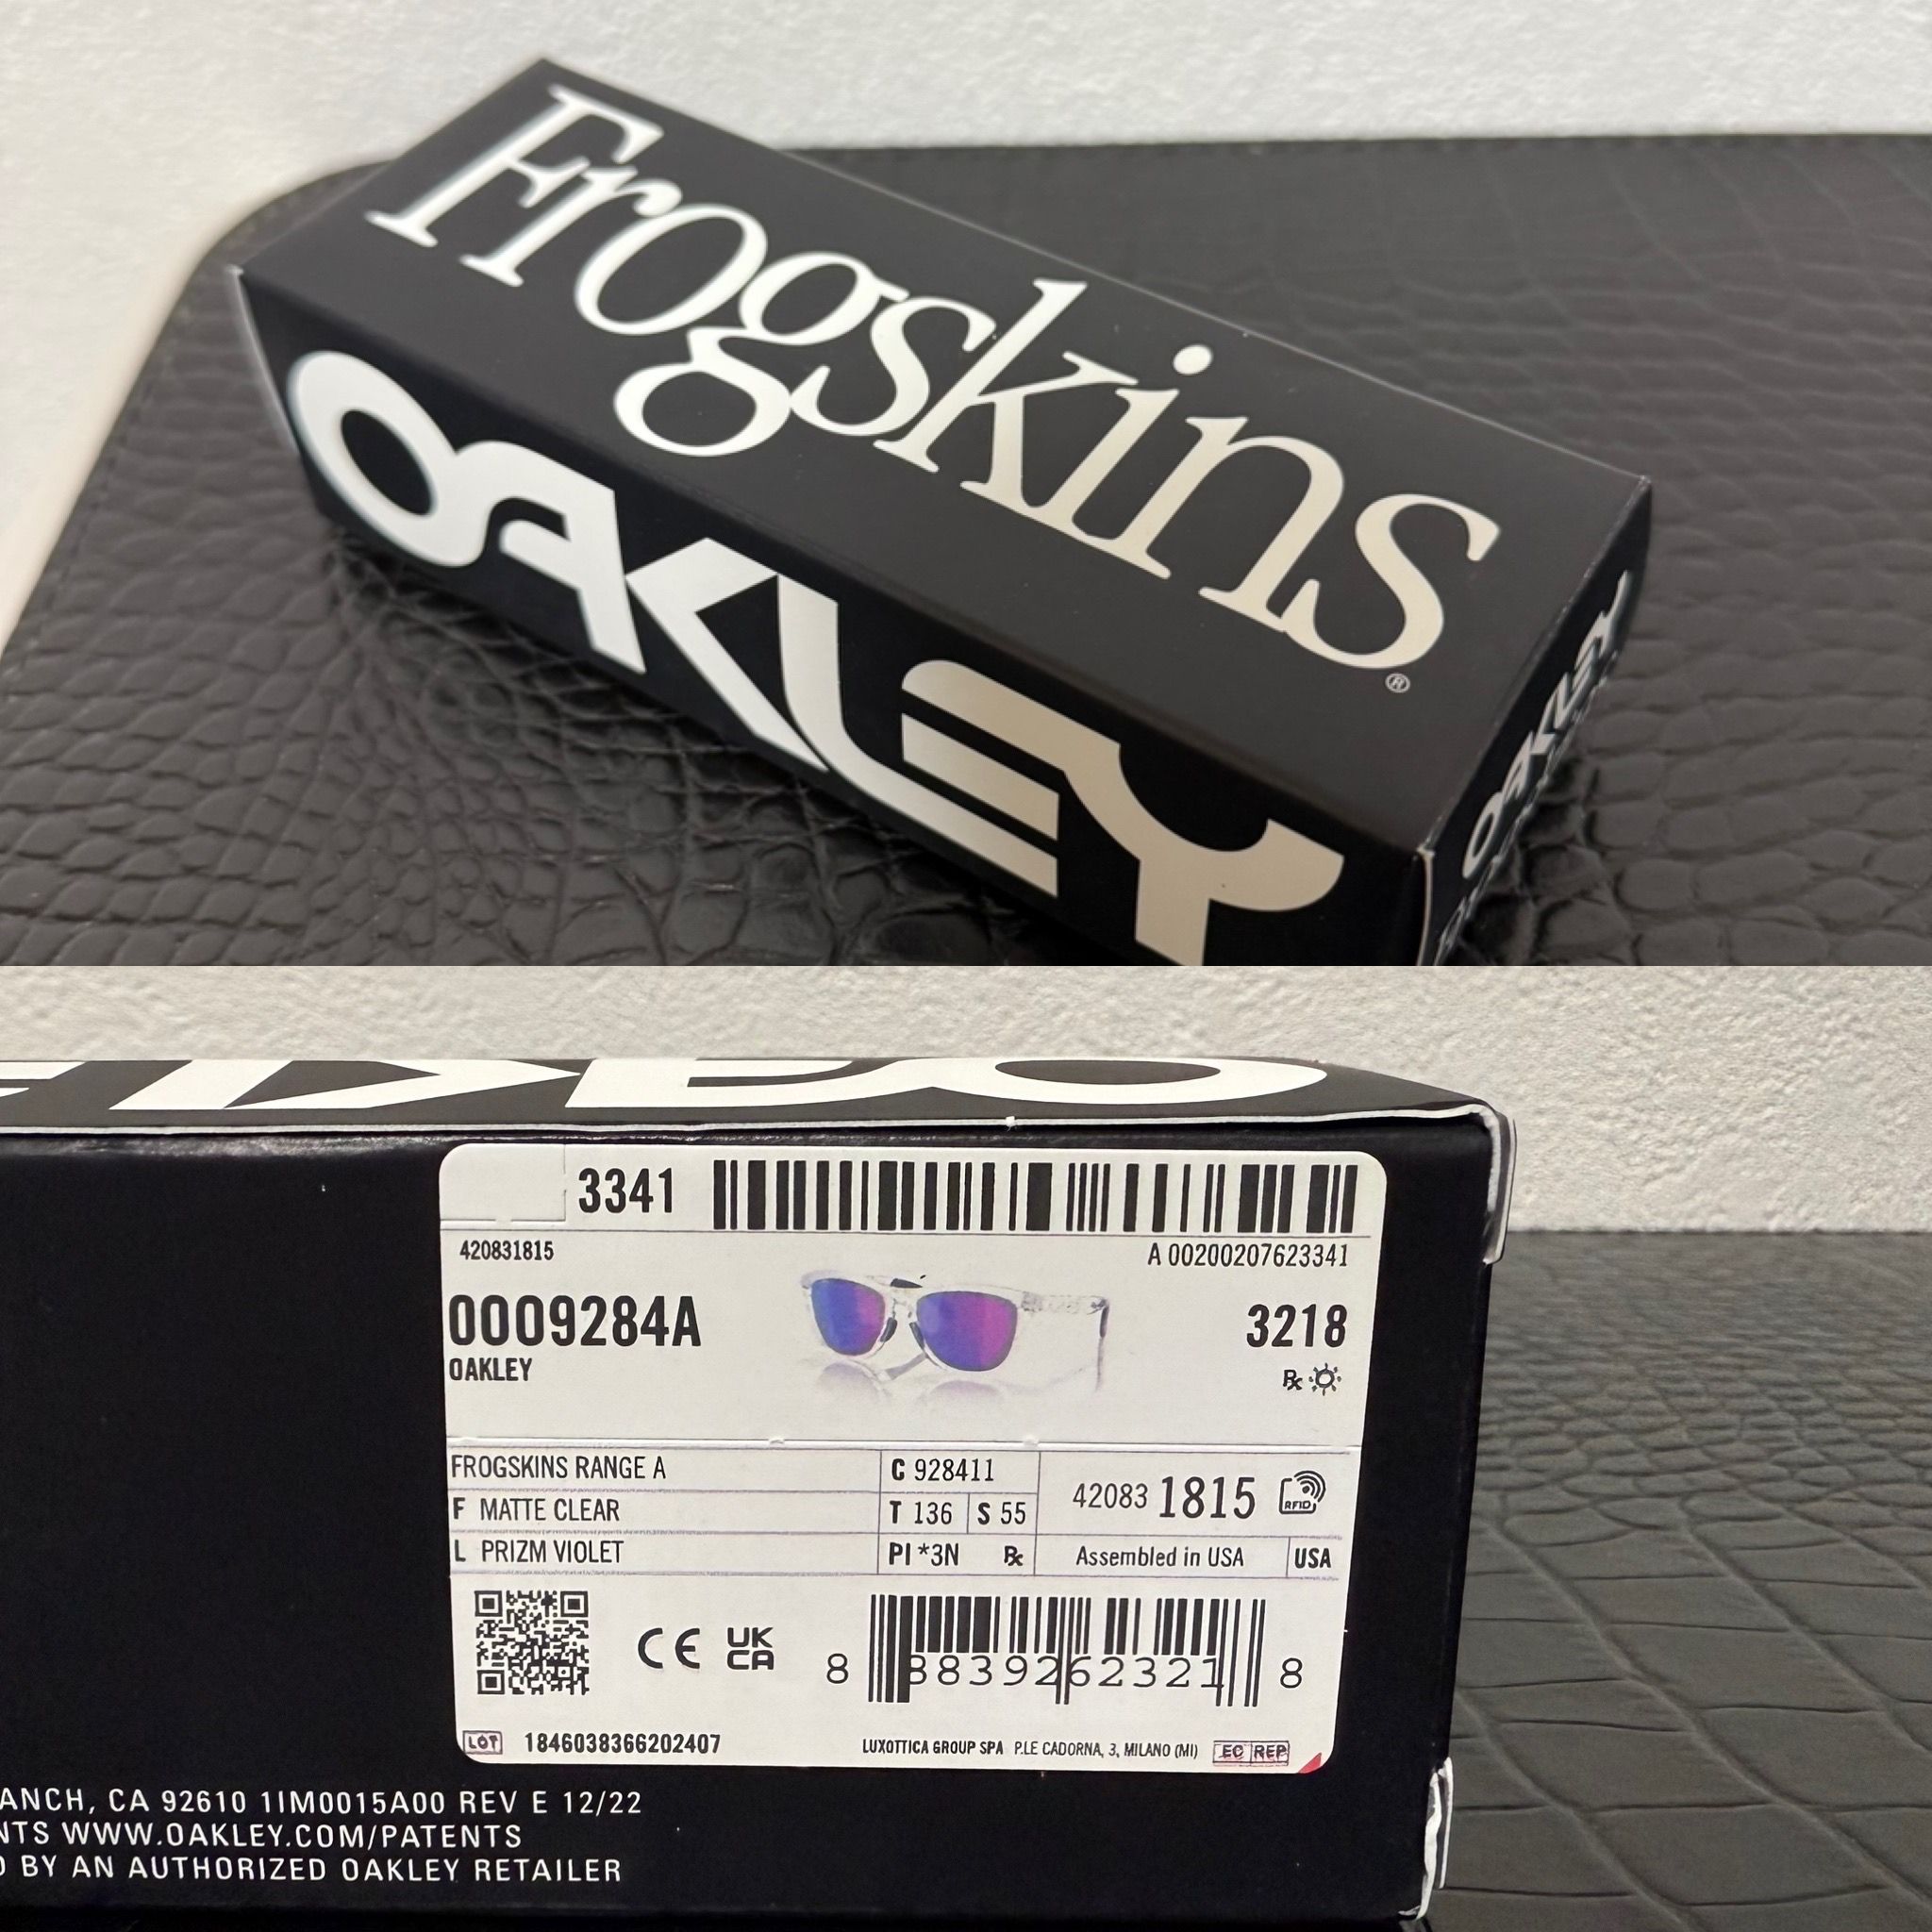 Frogskins®
OAKLEY
OAKLEY
3341
420831815
A 00200207623341
0009284A
3218
OAKLEY
Rx
FROGSKINS RANGE A
C 928411
42083 1815
RFID
F MATTE CLEAR
T 136 S 55
L PRIZM VIOLET
PI *3N Rx
Assembled in USA
USA
CE
UK
CA
8 883926232​1 8
LOT 1846038366202407
LUXOTTICA GROUP SPA P.LE CADORNA, 3, MILANO (MI)
EC REP
ANCH, CA 92610 1IM0015A00 REV E 12/22
NTS WWW.OAKLEY.COM/PATENTS
D BY AN AUTHORIZED OAKLEY RETAILER